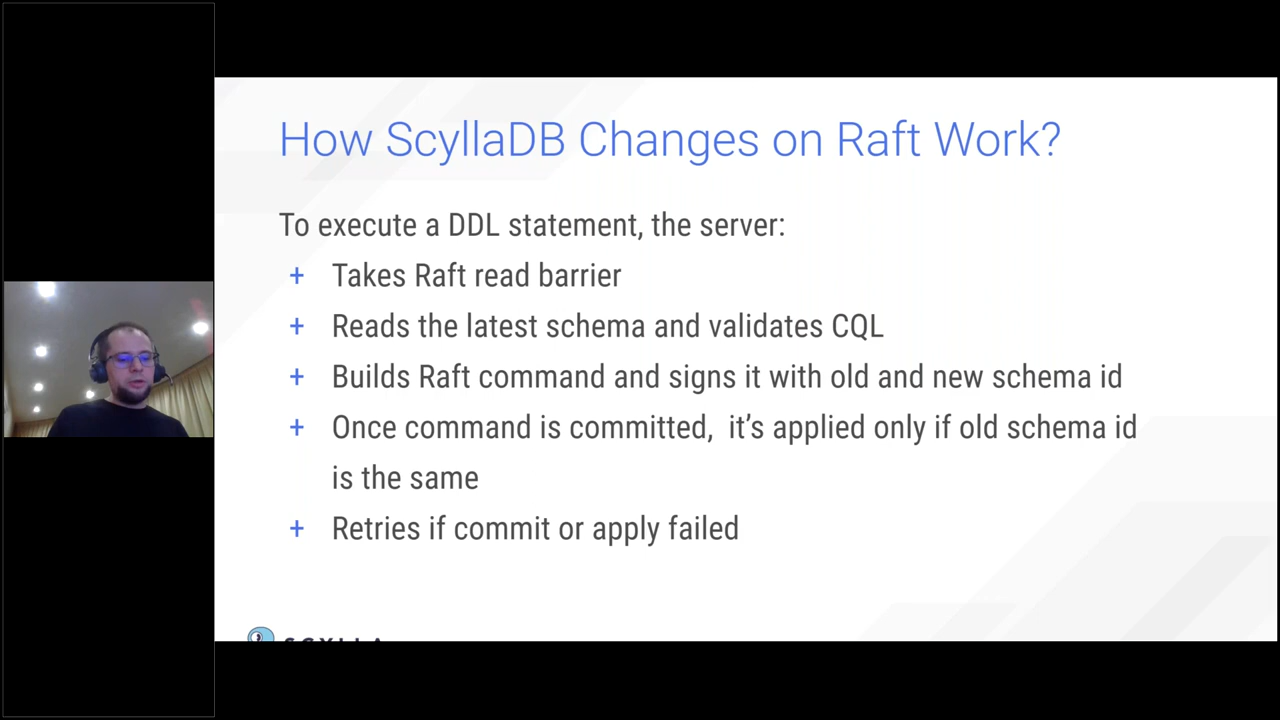 How ScyllaDB Changes on Raft Work?
To execute a DDL statement, the server:
+ Takes Raft read barrier
+ Reads the latest schema and validates CQL
+ Builds Raft command and signs it with old and new schema id
+ Once command is committed,  it's applied only if old schema id
is the same
+ Retries if commit or apply failed
SCYLLA